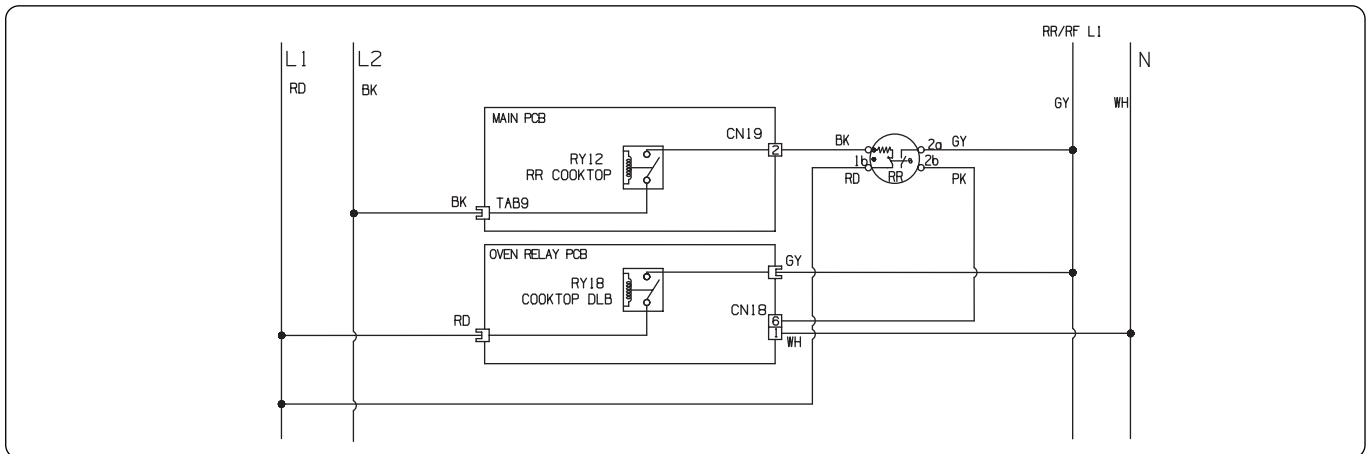 RR/RF L1
L1
L2
N
RD
BK
GY
WH
MAIN PCB
CN19
RY12
RR COOKTOP
2
BK
2a
GY
1b
2b
RD
RR
PK
BK
TAB9
OVEN RELAY PCB
GY
RY18
COOKTOP DLB
CN18
RD
6
1
WH